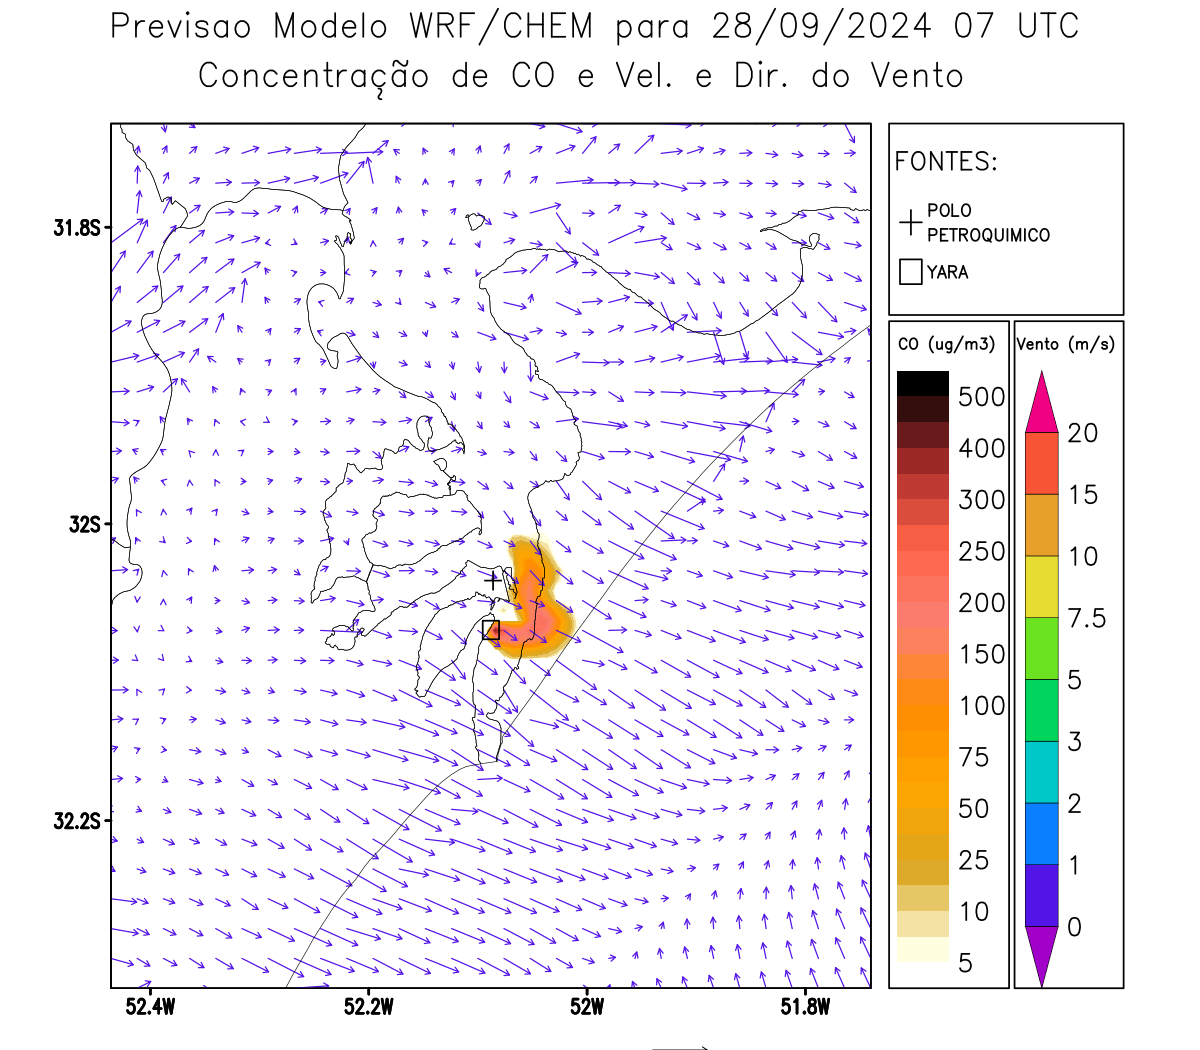 Previsao Modelo WRF/CHEM para 28/09/2024 07 UTC
Concentração de CO e Vel. e Dir. do Vento
FONTES:
POLO
PETROQUIMICO
YARA
31.8S
32S
32.2S
52.4W
52.2W
52W
51.8W
CO (ug/m3)
500
400
300
250
200
150
100
75
50
25
10
5
Vento (m/s)
20
15
10
7.5
5
3
2
1
0